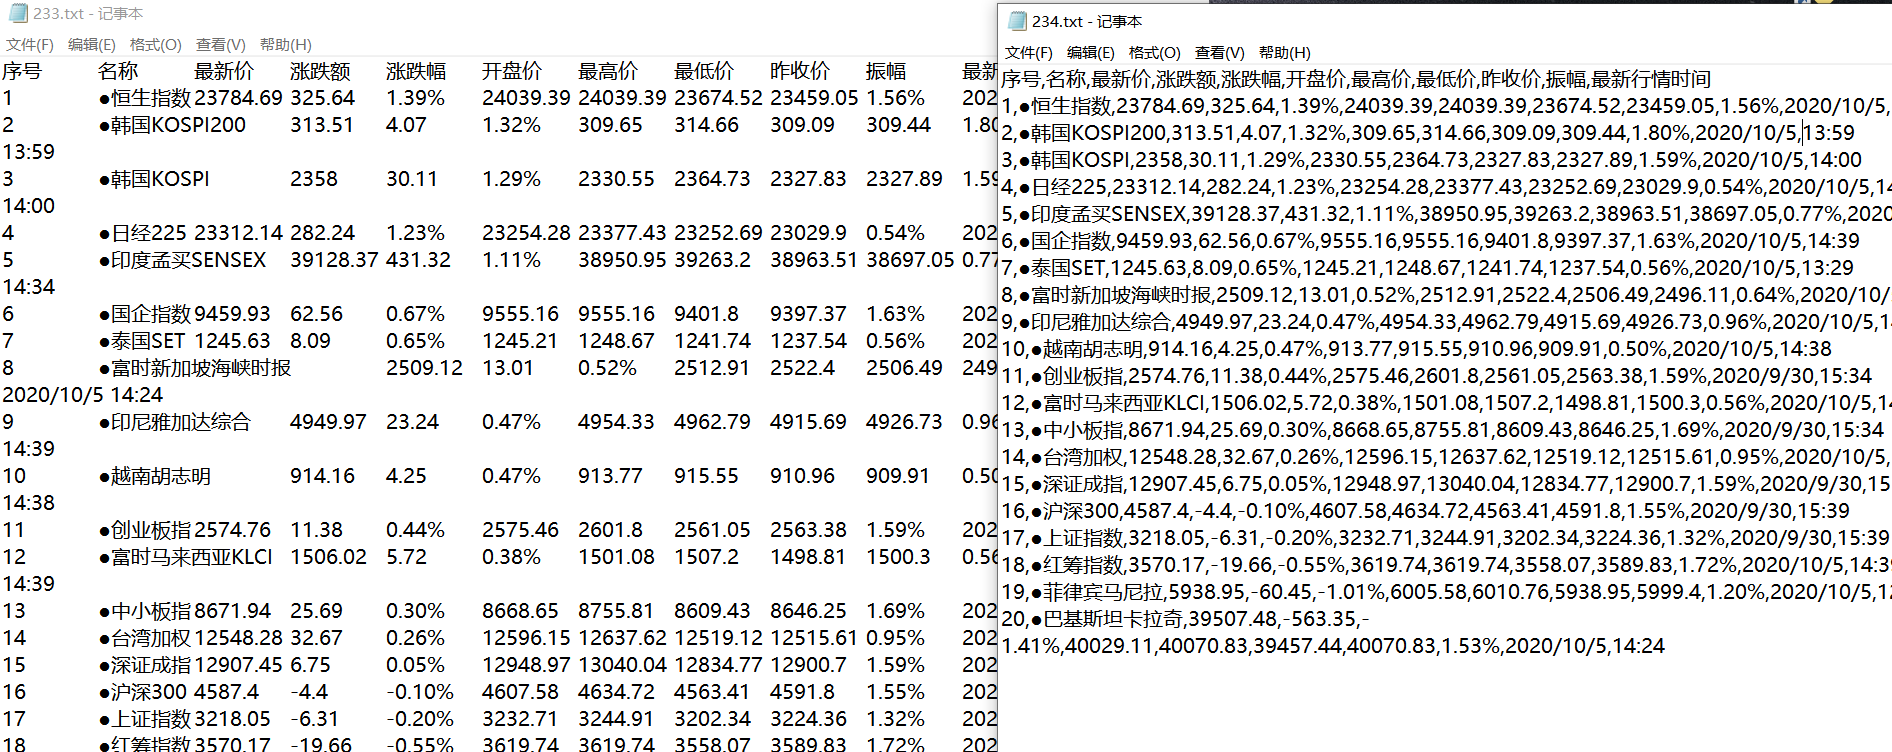 233.txt - 记事本
文件(F) 编辑(E) 格式(O) 查看(V) 帮助(H)
序号 名称 最新价 涨跌额 涨跌幅 开盘价 最高价 最低价 昨收价 振幅 最新
1 ●恒生指数 23784.69 325.64 1.39% 24039.39 24039.39 23674.52 23459.05 1.56% 202
2 ●韩国KOSPI200 313.51 4.07 1.32% 309.65 314.66 309.09 309.44 1.80
13:59
3 ●韩国KOSPI 2358 30.11 1.29% 2330.55 2364.73 2327.83 2327.89 1.59
14:00
4 ●日经225 23312.14 282.24 1.23% 23254.28 23377.43 23252.69 23029.9 0.54% 202
5 ●印度孟买SENSEX 39128.37 431.32 1.11% 38950.95 39263.2 38963.51 38697.05 0.77
14:34
6 ●国企指数 9459.93 62.56 0.67% 9555.16 9555.16 9401.8 9397.37 1.63% 202
7 ●泰国SET 1245.63 8.09 0.65% 1245.21 1248.67 1241.74 1237.54 0.56% 202
8 ●富时新加坡海峡时报 2509.12 13.01 0.52% 2512.91 2522.4 2506.49 249
2020/10/5 14:24
9 ●印尼雅加达综合 4949.97 23.24 0.47% 4954.33 4962.79 4915.69 4926.73 0.96
14:39
10 ●越南胡志明 914.16 4.25 0.47% 913.77 915.55 910.96 909.91 0.50
14:38
11 ●创业板指 2574.76 11.38 0.44% 2575.46 2601.8 2561.05 2563.38 1.59% 202
12 ●富时马来西亚KLCI 1506.02 5.72 0.38% 1501.08 1507.2 1498.81 1500.3 0.56
14:39
13 ●中小板指 8671.94 25.69 0.30% 8668.65 8755.81 8609.43 8646.25 1.69% 202
14 ●台湾加权 12548.28 32.67 0.26% 12596.15 12637.62 12519.12 12515.61 0.95% 202
15 ●深证成指 12907.45 6.75 0.05% 12948.97 13040.04 12834.77 12900.7 1.59% 202
16 ●沪深300 4587.4 -4.4 -0.10% 4607.58 4634.72 4563.41 4591.8 1.55% 202
17 ●上证指数 3218.05 -6.31 -0.20% 3232.71 3244.91 3202.34 3224.36 1.32% 202
18 ●红筹指数 3570.17 -19.66 -0.55% 3619.74 3619.74 3558.07 3589.83 1.72% 202
234.txt - 记事本
文件(F) 编辑(E) 格式(O) 查看(V) 帮助(H)
序号,名称,最新价,涨跌额,涨跌幅,开盘价,最高价,最低价,昨收价,振幅,最新行情时间
1,●恒生指数,23784.69,325.64,1.39%,24039.39,24039.39,23674.52,23459.05,1.56%,2020/10/5,
2,●韩国KOSPI200,313.51,4.07,1.32%,309.65,314.66,309.09,309.44,1.80%,2020/10/5,13:59
3,●韩国KOSPI,2358,30.11,1.29%,2330.55,2364.73,2327.83,2327.89,1.59%,2020/10/5,14:00
4,●日经225,23312.14,282.24,1.23%,23254.28,23377.43,23252.69,23029.9,0.54%,2020/10/5,14
5,●印度孟买SENSEX,39128.37,431.32,1.11%,38950.95,39263.2,38963.51,38697.05,0.77%,2020
6,●国企指数,9459.93,62.56,0.67%,9555.16,9555.16,9401.8,9397.37,1.63%,2020/10/5,14:39
7,●泰国SET,1245.63,8.09,0.65%,1245.21,1248.67,1241.74,1237.54,0.56%,2020/10/5,13:29
8,●富时新加坡海峡时报,2509.12,13.01,0.52%,2512.91,2522.4,2506.49,2496.11,0.64%,2020/10/
9,●印尼雅加达综合,4949.97,23.24,0.47%,4954.33,4962.79,4915.69,4926.73,0.96%,2020/10/5,14
10,●越南胡志明,914.16,4.25,0.47%,913.77,915.55,910.96,909.91,0.50%,2020/10/5,14:38
11,●创业板指,2574.76,11.38,0.44%,2575.46,2601.8,2561.05,2563.38,1.59%,2020/9/30,15:34
12,●富时马来西亚KLCI,1506.02,5.72,0.38%,1501.08,1507.2,1498.81,1500.3,0.56%,2020/10/5,14
13,●中小板指,8671.94,25.69,0.30%,8668.65,8755.81,8609.43,8646.25,1.69%,2020/9/30,15:34
14,●台湾加权,12548.28,32.67,0.26%,12596.15,12637.62,12519.12,12515.61,0.95%,2020/10/5,
15,●深证成指,12907.45,6.75,0.05%,12948.97,13040.04,12834.77,12900.7,1.59%,2020/9/30,15
16,●沪深300,4587.4,-4.4,-0.10%,4607.58,4634.72,4563.41,4591.8,1.55%,2020/9/30,15:39
17,●上证指数,3218.05,-6.31,-0.20%,3232.71,3244.91,3202.34,3224.36,1.32%,2020/9/30,15:39
18,●红筹指数,3570.17,-19.66,-0.55%,3619.74,3619.74,3558.07,3589.83,1.72%,2020/10/5,14:39
19,●菲律宾马尼拉,5938.95,-60.45,-1.01%,6005.58,6010.76,5938.95,5999.4,1.20%,2020/10/5,12
20,●巴基斯坦卡拉奇,39507.48,-563.35,-
1.41%,40029.11,40070.83,39457.44,40070.83,1.53%,2020/10/5,14:24